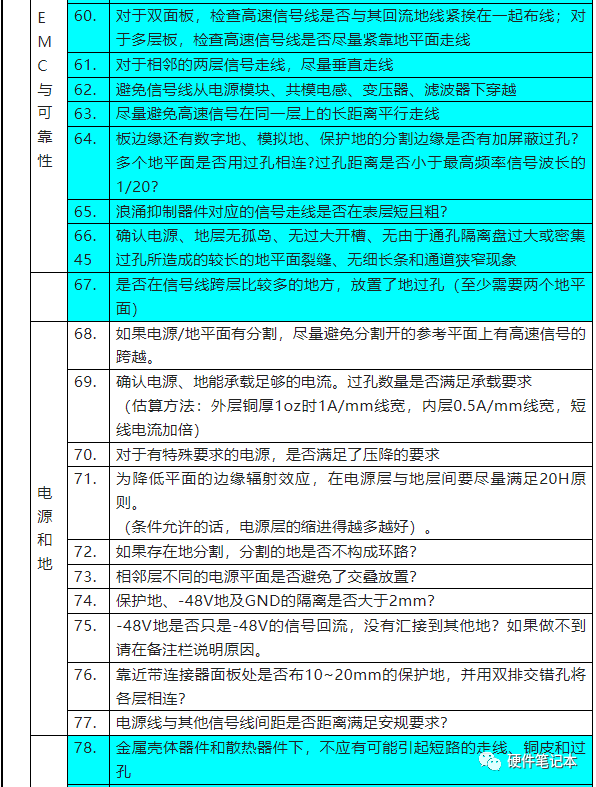 EMC与可靠性
60. 对于双面板，检查高速信号线是否与其回流地线紧挨在一起布线；对
于多层板，检查高速信号线是否尽量紧靠地平面走线
61. 对于相邻的两层信号走线，尽量垂直走线
62. 避免信号线从电源模块、共模电感、变压器、滤波器下穿越
63. 尽量避免高速信号在同一层上的长距离平行走线
64. 板边缘还有数字地、模拟地、保护地的分割边缘是否有加屏蔽过孔？
多个地平面是否用过孔相连?过孔距离是否小于最高频率信号波长的
1/20?
65. 浪涌抑制器件对应的信号走线是否在表层短且粗？
66. 确认电源、地层无孤岛、无过大开槽、无由于通孔隔离盘过大或密集
45 过孔所造成的较长的地平面裂缝、无细长条和通道狭窄现象
67. 是否在信号线跨层比较多的地方，放置了地过孔（至少需要两个地平
面）
电源和地
68. 如果电源/地平面有分割，尽量避免分割开的参考平面上有高速信号的
跨越。
69. 确认电源、地能承载足够的电流。过孔数量是否满足承载要求
（估算方法：外层铜厚1oz时1A/mm线宽，内层0.5A/mm线宽，短
线电流加倍）
70. 对于有特殊要求的电源，是否满足了压降的要求
71. 为降低平面的边缘辐射效应，在电源层与地层间要尽量满足20H原
则。
（条件允许的话，电源层的缩进得越多越好）。
72. 如果存在地分割，分割的地是否不构成环路？
73. 相邻层不同的电源平面是否避免了交叠放置？
74. 保护地、-48V地及GND的隔离是否大于2mm？
75. -48V地是否只是-48V的信号回流，没有汇接到其他地？如果做不到
请在备注栏说明原因。
76. 靠近带连接器面板处是否布10~20mm的保护地，并用双排交错孔将
各层相连？
77. 电源线与其他信号线间距是否距离满足安规要求？
78. 金属壳体器件和散热器件下，不应有可能引起短路的走线、铜皮和过
孔
硬件笔记本